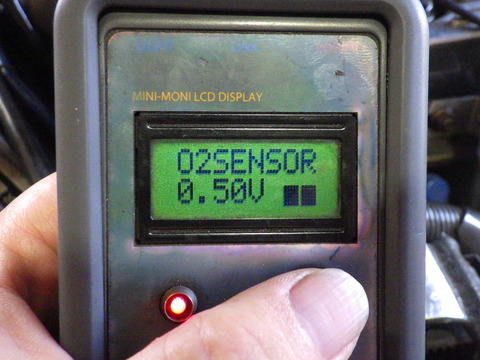 MINI-MONI LCD DISPLAY
O2SENSOR
0.50V